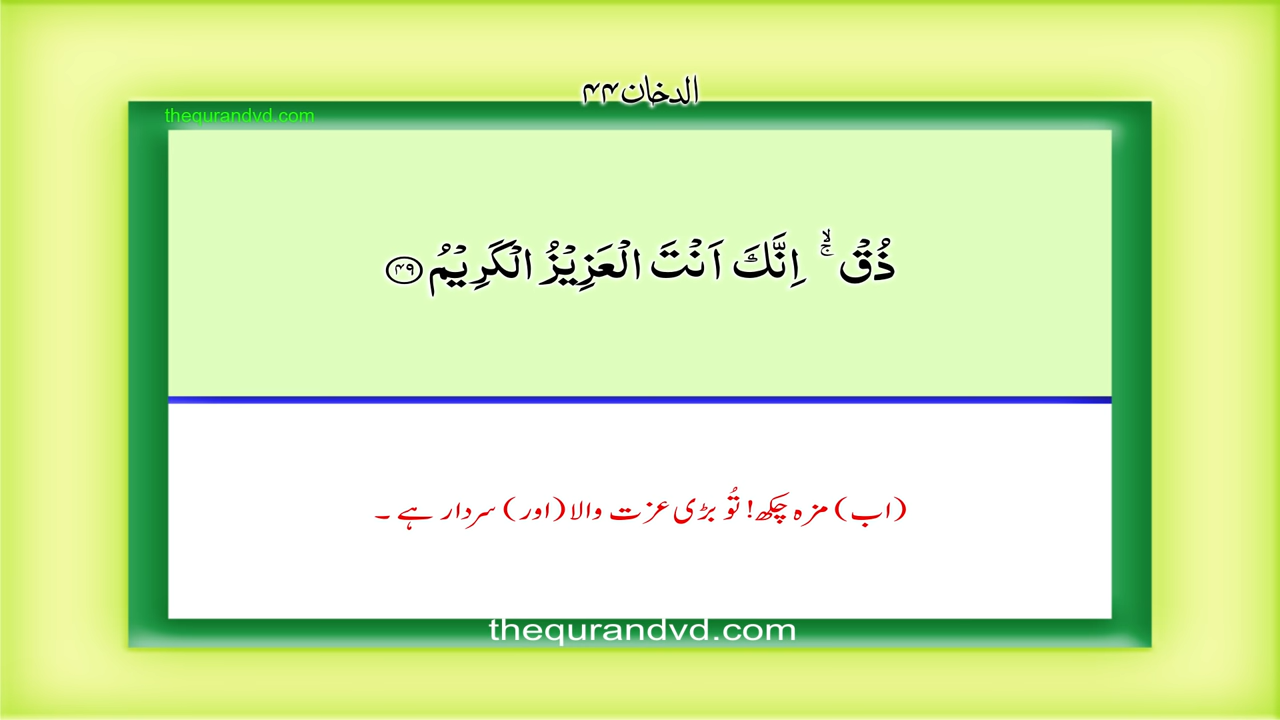 الدخان ۴۴
thequrandvd.com
ذُقۡ ۙۚ اِنَّكَ اَنۡتَ الۡعَزِيۡزُ الۡكَرِيۡمُ ﴿۴۹﴾
(اب) مزہ چکھ! تُو بڑی عزت والا (اور) سردار ہے ۔
thequrandvd.com